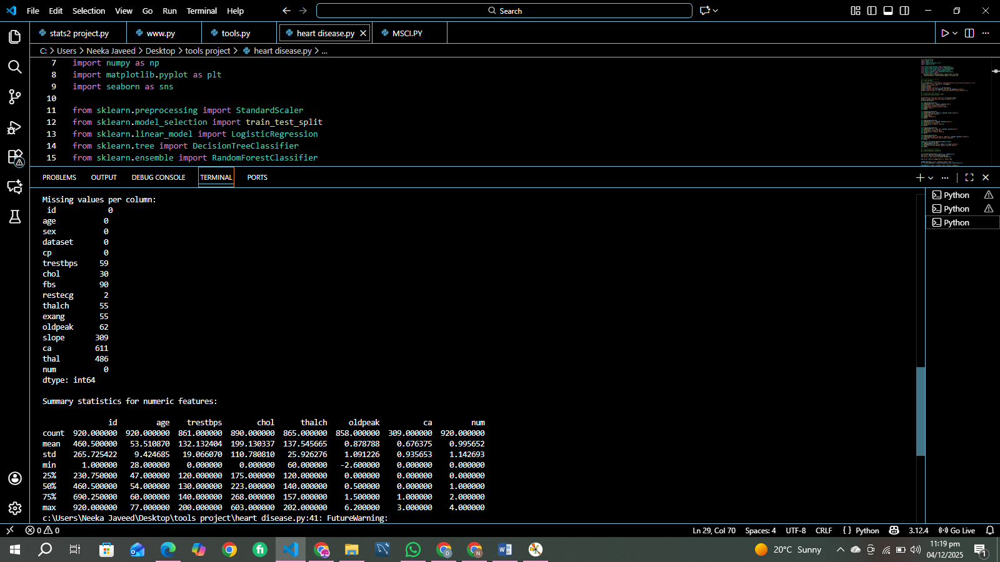 File Edit Selection View Go Run Terminal Help Search
stats2 project.py www.py tools.py heart disease.py MSCI.PY
C: > Users > Neeka Javeed > Desktop > tools project > heart disease.py > ...
7 import numpy as np
8 import matplotlib.pyplot as plt
9 import seaborn as sns
10
11 from sklearn.preprocessing import StandardScaler
12 from sklearn.model_selection import train_test_split
13 from sklearn.linear_model import LogisticRegression
14 from sklearn.tree import DecisionTreeClassifier
15 from sklearn.ensemble import RandomForestClassifier
PROBLEMS OUTPUT DEBUG CONSOLE TERMINAL PORTS
Python
Python
Python
Missing values per column:
id 0
age 0
sex 0
dataset 0
cp 0
trestbps 59
chol 30
fbs 90
restecg 2
thalch 55
exang 55
oldpeak 62
slope 309
ca 611
thal 486
num 0
dtype: int64
Summary statistics for numeric features:
id age trestbps chol thalch oldpeak ca num
count 920.000000 920.000000 861.000000 890.000000 865.000000 858.000000 309.000000 920.000000
mean 460.500000 53.510870 132.132404 199.130337 137.545665 0.878788 0.676375 0.995652
std 265.725422 9.424685 19.066070 110.780810 25.926276 1.091226 0.935653 1.142693
min 1.000000 28.000000 0.000000 0.000000 60.000000 -2.600000 0.000000 0.000000
25% 230.750000 47.000000 120.000000 175.000000 120.000000 0.000000 0.000000 0.000000
50% 460.500000 54.000000 130.000000 223.000000 140.000000 0.500000 0.000000 1.000000
75% 690.250000 60.000000 140.000000 268.000000 157.000000 1.500000 1.000000 2.000000
max 920.000000 77.000000 200.000000 603.000000 202.000000 6.200000 3.000000 4.000000
c:\Users\Neeka Javeed\Desktop\tools project\heart disease.py:41: FutureWarning:
0 0 Ln 29, Col 70 Spaces: 4 UTF-8 CRLF { } Python 3.12.4 Go Live
20°C Sunny
11:19 pm
04/12/2025
1